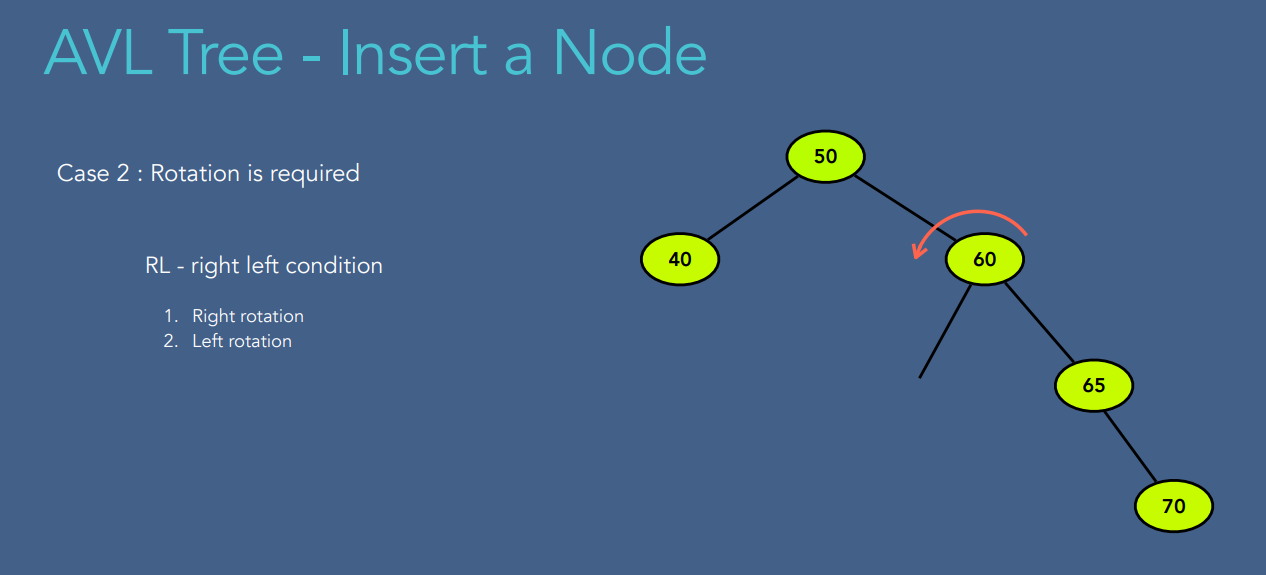 AVL Tree - Insert a Node
Case 2 : Rotation is required
RL - right left condition
1. Right rotation
2. Left rotation
50
40
60
65
70